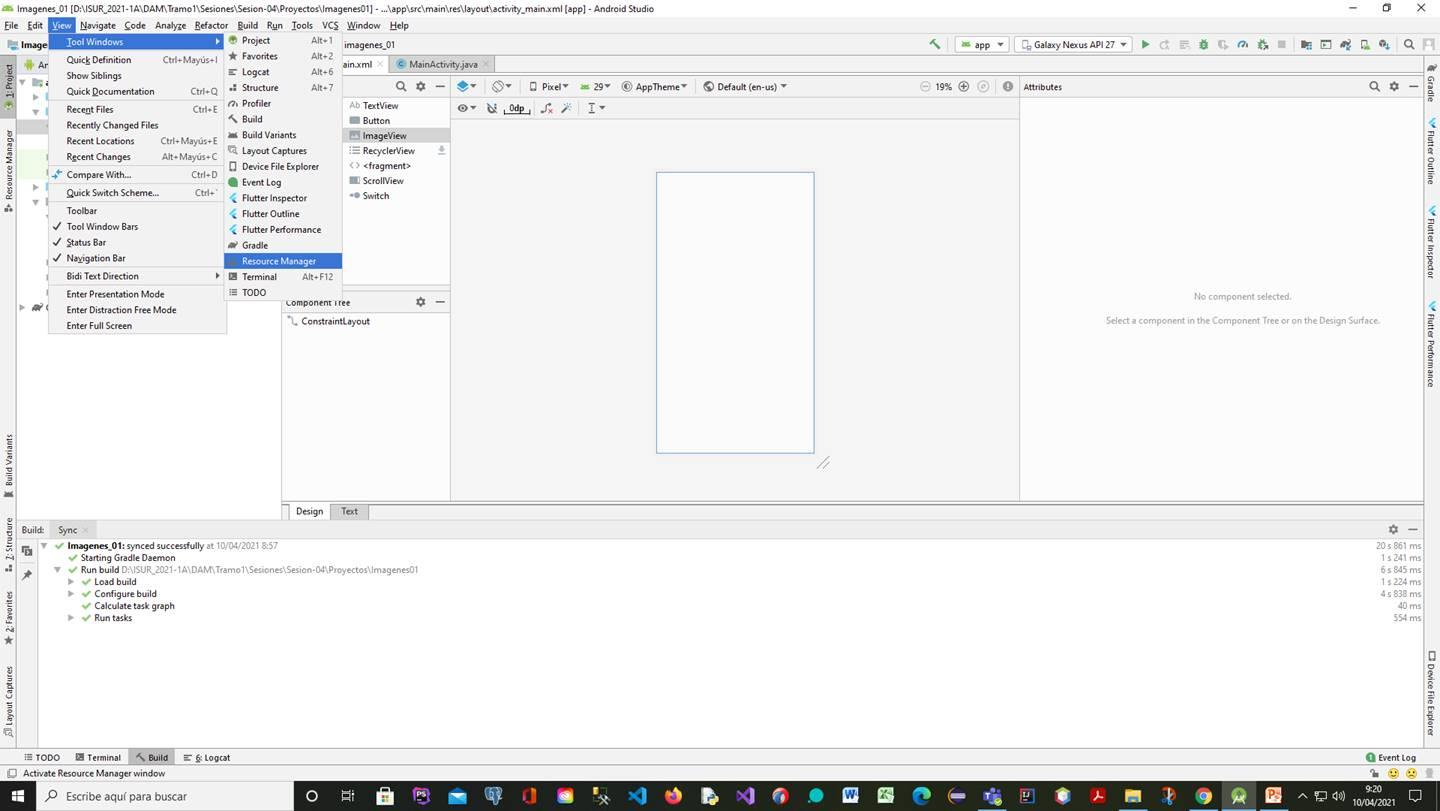 Imagenes_01 [D:\ISUR_2021-1A\DAM\Tramo1\Sesiones\Sesion-04\Proyectos\Imagenes01] - ...\app\src\main\res\layout\activity_main.xml [app] - Android Studio
File Edit View Navigate Code Analyze Refactor Build Run Tools VCS Window Help
Image
imagenes_01
app
Galaxy Nexus API 27
Tool Windows
Quick Definition Ctrl+Mayús+I
Show Siblings
Quick Documentation Ctrl+Q
Recent Files Ctrl+E
Recently Changed Files
Recent Locations Ctrl+Mayús+E
Recent Changes Alt+Mayús+C
Compare With... Ctrl+D
Quick Switch Scheme... Ctrl+`
Toolbar
Tool Window Bars
Status Bar
Navigation Bar
Bidi Text Direction
Enter Presentation Mode
Enter Distraction Free Mode
Enter Full Screen
Project Alt+1
Favorites Alt+2
Logcat Alt+6
Structure Alt+7
Profiler
Build
Build Variants
Layout Captures
Device File Explorer
Event Log
Flutter Inspector
Flutter Outline
Flutter Performance
Gradle
Resource Manager
Terminal Alt+F12
TODO
ain.xml
MainActivity.java
Pixel 29 AppTheme Default (en-us) 19%
0dp
TextView
Button
ImageView
RecyclerView
<fragment>
ScrollView
Switch
Component Tree
ConstraintLayout
Attributes
No component selected.
Select a component in the Component Tree or on the Design Surface.
1: Project
Resource Manager
Build Variants
7: Structure
2: Favorites
Layout Captures
Gradle
Flutter Outline
Flutter Inspector
Flutter Performance
Device File Explorer
Design Text
Build: Sync
Imagenes_01: synced successfully at 10/04/2021 8:57 20 s 861 ms
Starting Gradle Daemon 1 s 241 ms
Run build D:\ISUR_2021-1A\DAM\Tramo1\Sesiones\Sesion-04\Proyectos\Imagenes01 6 s 845 ms
Load build 1 s 224 ms
Configure build 4 s 838 ms
Calculate task graph 40 ms
Run tasks 554 ms
TODO Terminal Build 6: Logcat
1 Event Log
Activate Resource Manager window
Escribe aquí para buscar
9:20
10/04/2021